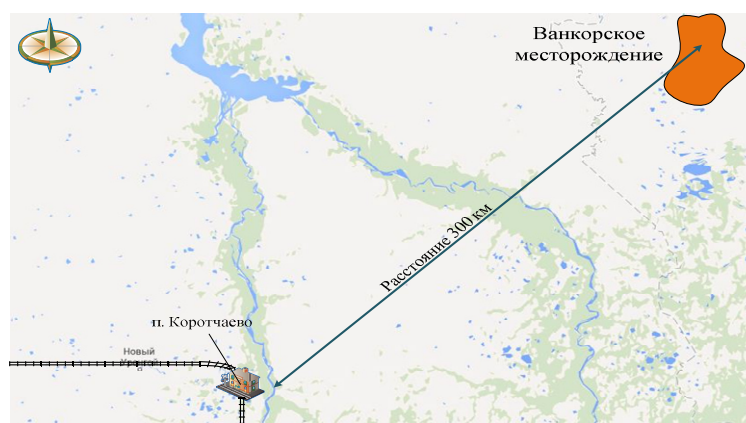 Ванкорское
месторождение
Расстояние 300 км
п. Коротчаево
Новый